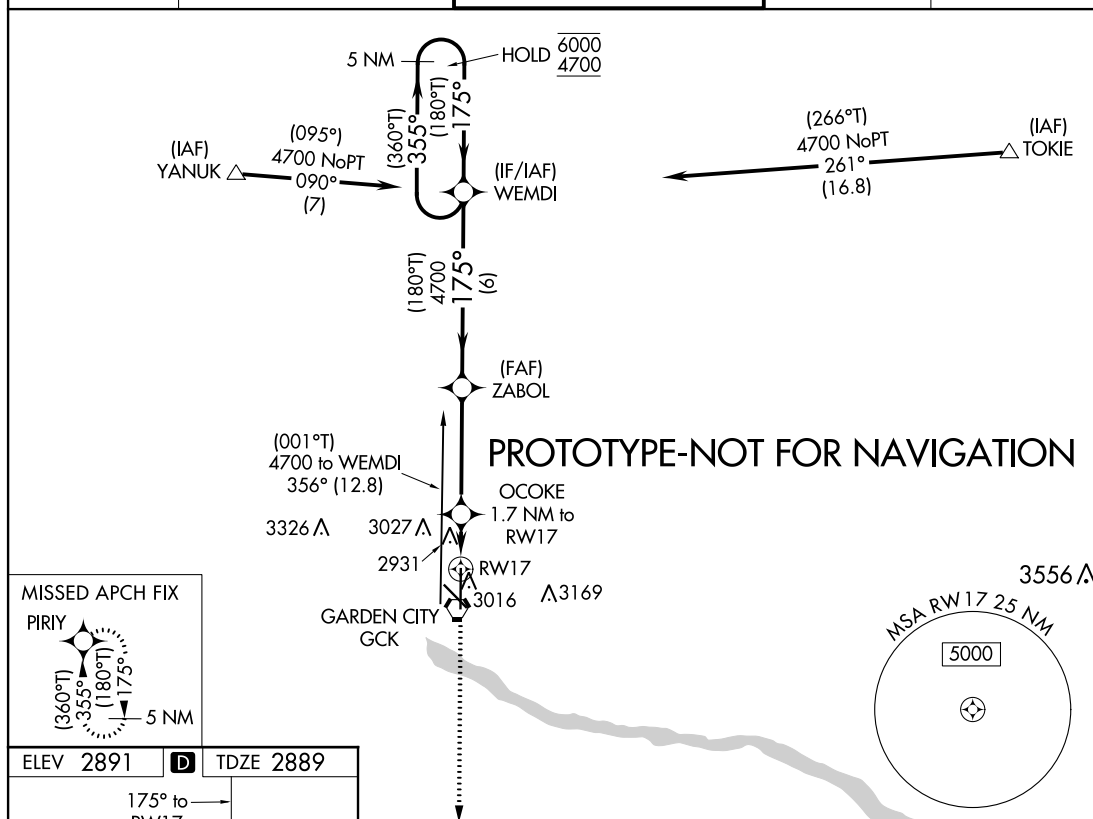 5 NM
HOLD 6000
4700
(360°T)
355°
(180°T)
175°
(IAF)
YANUK
(095°)
4700 NoPT
090°
(7)
(IF/IAF)
WEMDI
(266°T)
4700 NoPT
261°
(16.8)
(IAF)
TOKIE
(180°T)
4700
175°
(6)
(FAF)
ZABOL
(001°T)
4700 to WEMDI
356° (12.8)
PROTOTYPE-NOT FOR NAVIGATION
OCOKE
1.7 NM to
RW17
3326
3027
2931
RW17
3016
3169
GARDEN CITY
GCK
3556
MSA RW17 25 NM
5000
MISSED APCH FIX
PIRIY
(360°T)
355°
(180°T)
175°
5 NM
ELEV 2891 D TDZE 2889
175° to
RW17